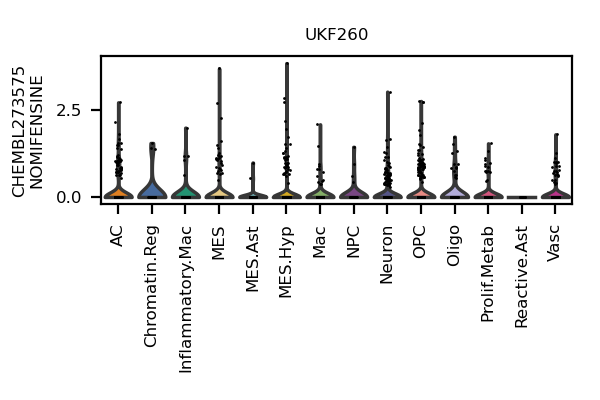 UKF260
CHEMBL273575
NOMIFENSINE
2.5
0.0
AC
Chromatin.Reg
Inflammatory.Mac
MES
MES.Ast
MES.Hyp
Mac
NPC
Neuron
OPC
Oligo
Prolif.Metab
Reactive.Ast
Vasc